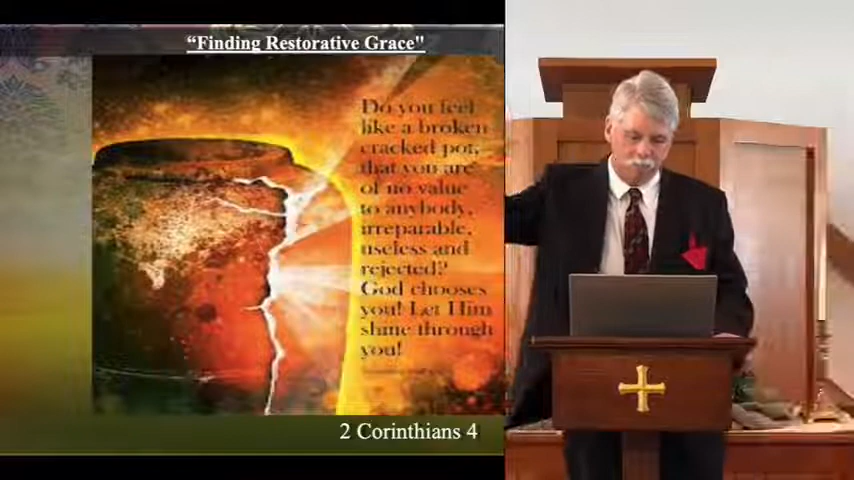 “Finding Restorative Grace"
Do you feel
like a broken
cracked pot,
that you are
of no value
to anybody,
irreparable,
useless and
rejected?
God chooses
you! Let Him
shine through
you!
2 Corinthians 4